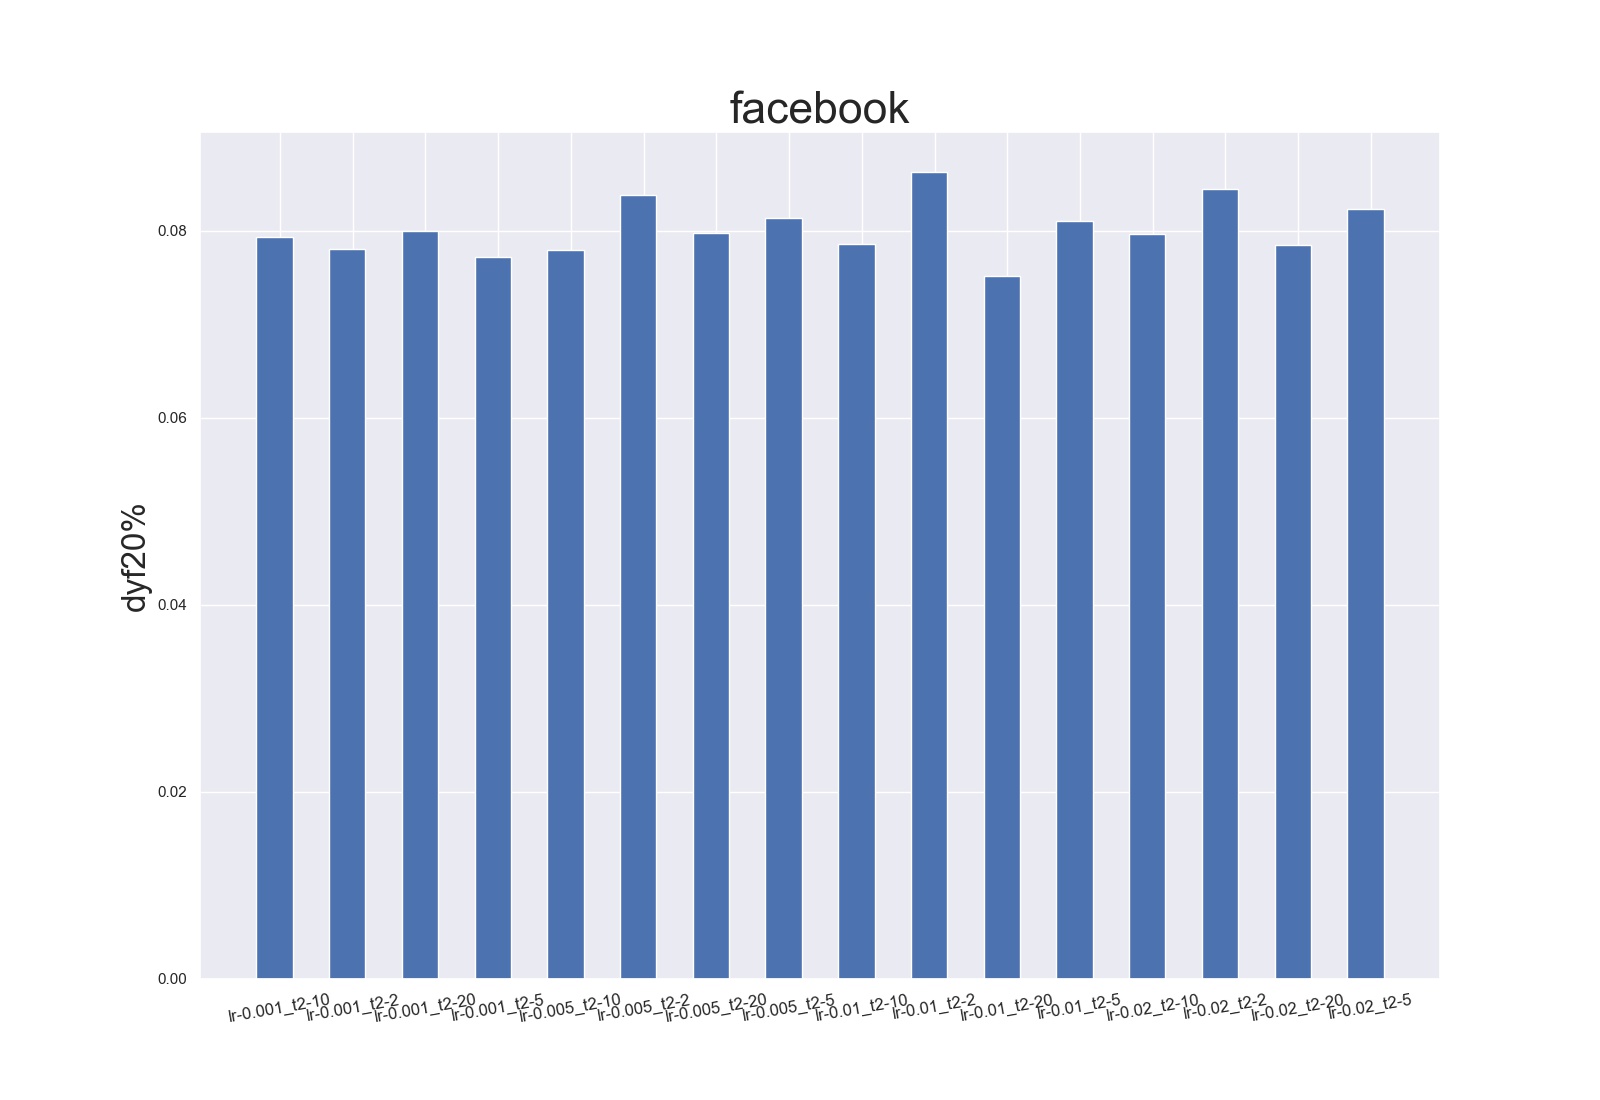 facebook
dyf20%
0.08
0.06
0.04
0.02
0.00
lr-0.001_t2-10
lr-0.001_t2-2
lr-0.001_t2-20
lr-0.001_t2-5
lr-0.005_t2-10
lr-0.005_t2-2
lr-0.005_t2-20
lr-0.005_t2-5
lr-0.01_t2-10
lr-0.01_t2-2
lr-0.01_t2-20
lr-0.01_t2-5
lr-0.02_t2-10
lr-0.02_t2-2
lr-0.02_t2-20
lr-0.02_t2-5